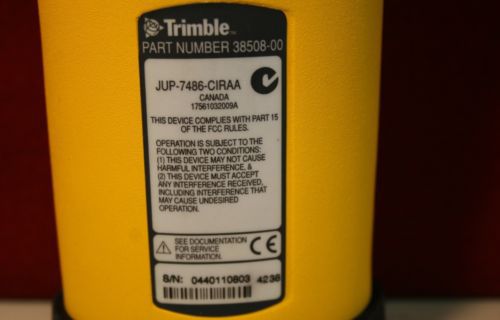 Trimble
PART NUMBER 38508-00
JUP-7486-CIRAA
CANADA
17561032009A
THIS DEVICE COMPLIES WITH PART 15
OF THE FCC RULES.
OPERATION IS SUBJECT TO THE
FOLLOWING TWO CONDITIONS:
(1) THIS DEVICE MAY NOT CAUSE
HARMFUL INTERFERENCE, &
(2) THIS DEVICE MUST ACCEPT
ANY INTERFERENCE RECEIVED,
INCLUDING INTERFERENCE THAT
MAY CAUSE UNDESIRED
OPERATION.
SEE DOCUMENTATION
FOR SERVICE
INFORMATION.
CE
S/N: 0440110803 4238